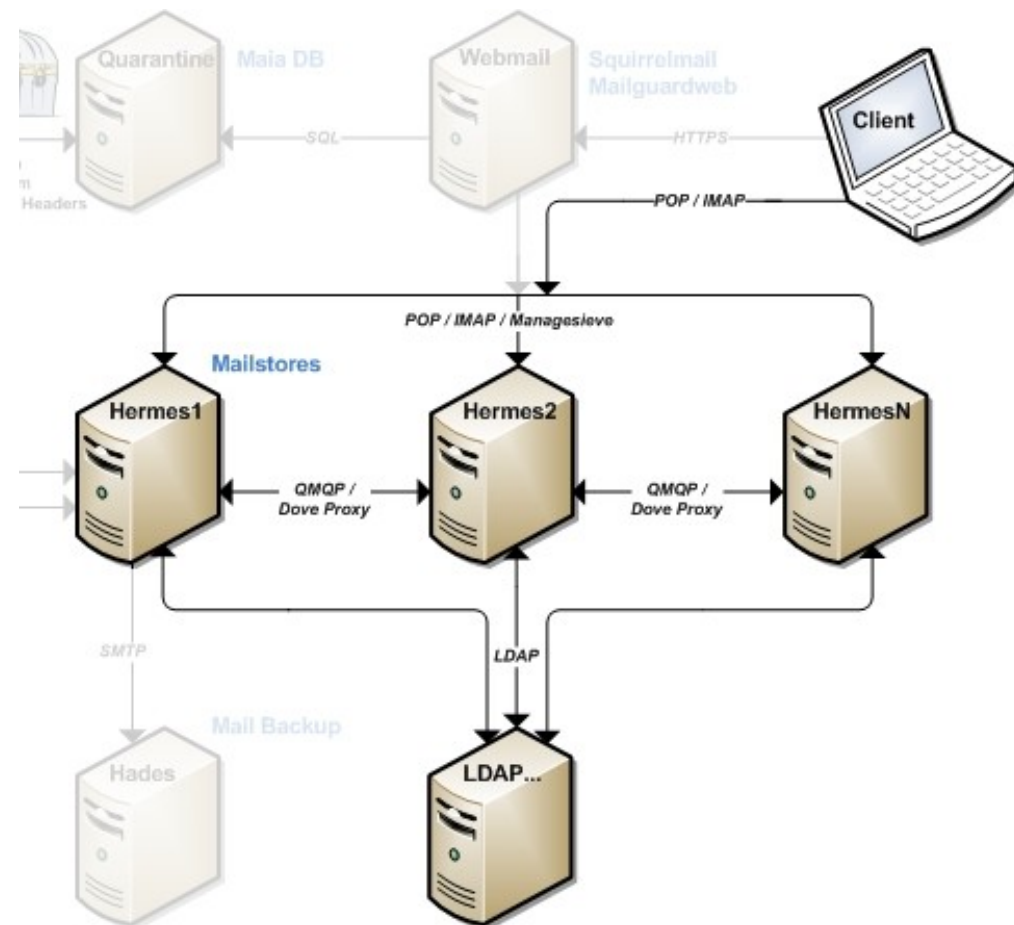 Quarantine
Maia DB
Webmail
Squirrelmail
Mailguardweb
Client
SQL
HTTPS
Headers
POP / IMAP
POP / IMAP / Managesieve
Mailstores
Hermes1
Hermes2
HermesN
QMQP /
Dove Proxy
QMQP /
Dove Proxy
SMTP
LDAP
Mail Backup
Hades
LDAP...